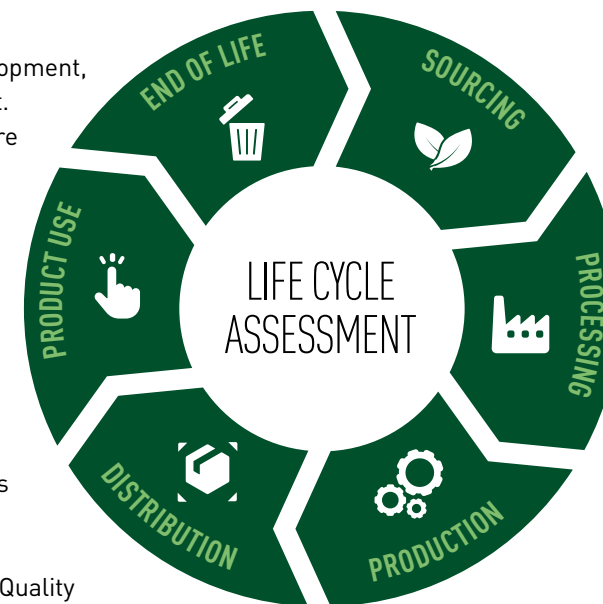 opment,
t.
re
s
Quality
END OF LIFE
SOURCING
PROCESSING
PRODUCTION
DISTRIBUTION
PRODUCT USE
LIFE CYCLE
ASSESSMENT